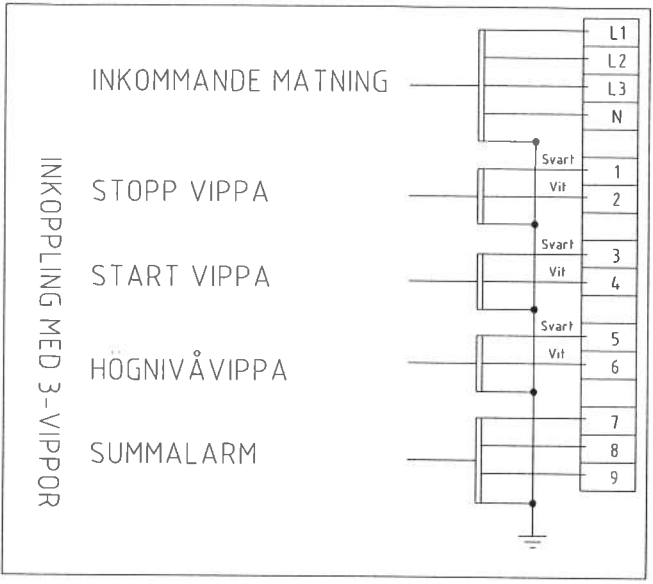 INKOPPLING MED 3-VIPPOR
INKOMMANDE MATNING
L1
L2
L3
N
STOPP VIPPA
Svart
1
Vit
2
START VIPPA
Svart
3
Vit
4
HÖGNIVÅVIPPA
Svart
5
Vit
6
SUMMALARM
7
8
9